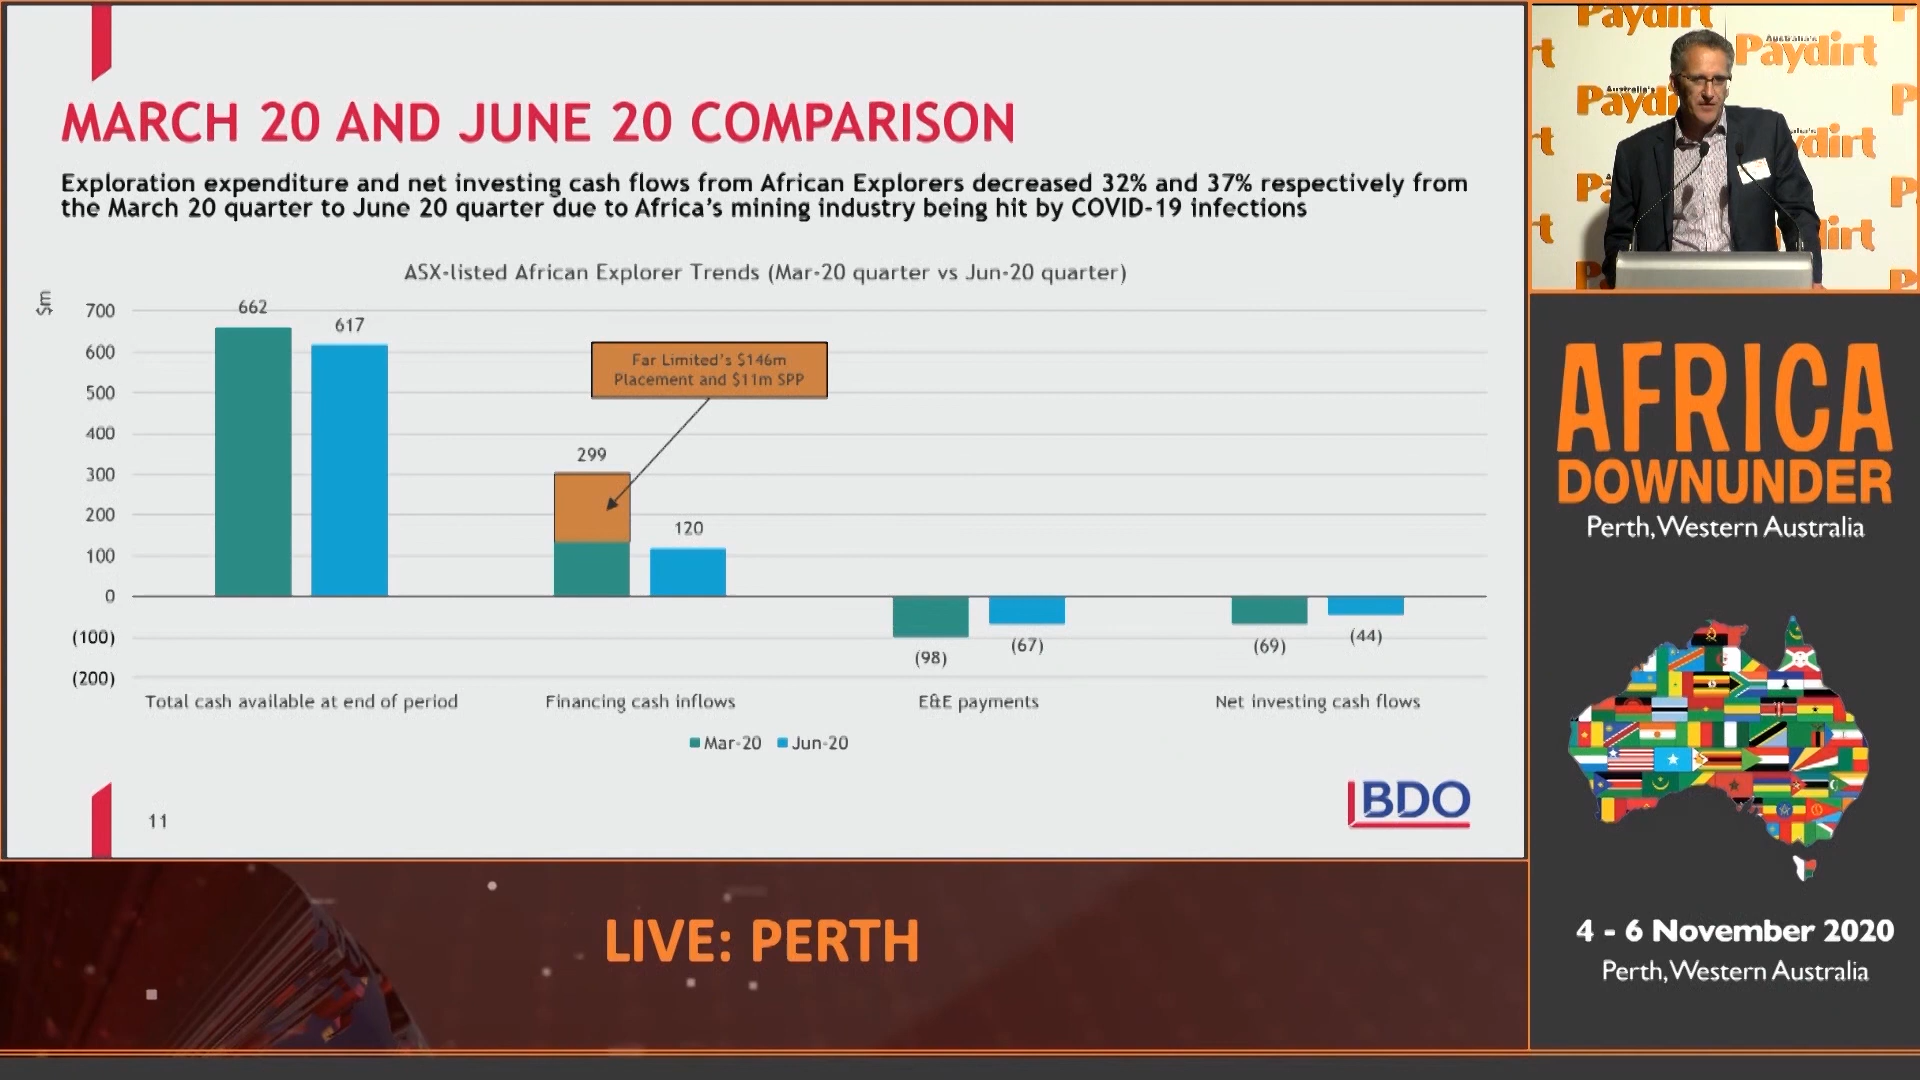 MARCH 20 AND JUNE 20 COMPARISON
Exploration expenditure and net investing cash flows from African Explorers decreased 32% and 37% respectively from
the March 20 quarter to June 20 quarter due to Africa's mining industry being hit by COVID-19 infections
ASX-listed African Explorer Trends (Mar-20 quarter vs Jun-20 quarter)
$m
700
600
500
400
300
200
100
0
(100)
(200)
662
617
Far Limited's $146m
Placement and $11m SPP
299
120
(98)
(67)
(69)
(44)
Total cash available at end of period
Financing cash inflows
E&E payments
Net investing cash flows
Mar-20
Jun-20
11
BDO
LIVE: PERTH
Paydirt
Australia's
Paydirt
Australia's
AFRICA
DOWNUNDER
Perth, Western Australia
4 - 6 November 2020
Perth, Western Australia